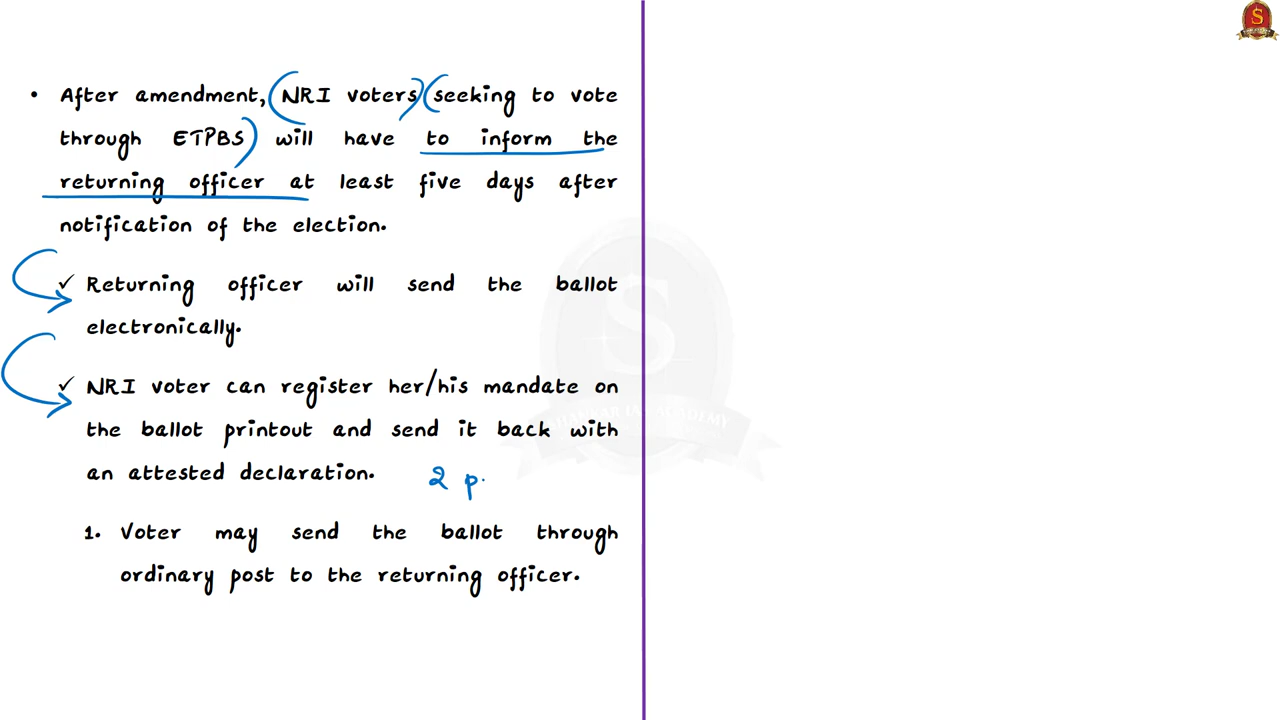 • After amendment, NRI voters seeking to vote
through ETPBS will have to inform the
returning officer at least five days after
notification of the election.
✓ Returning officer will send the ballot
electronically.
✓ NRI voter can register her/his mandate on
the ballot printout and send it back with
an attested declaration.
2 p.
1. Voter may send the ballot through
ordinary post to the returning officer.
S
SHANKAR IAS ACADEMY